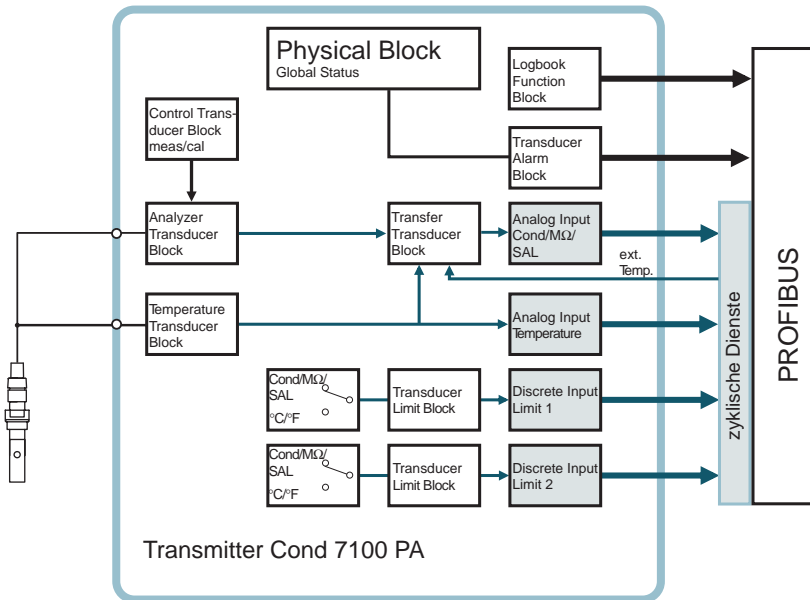 Physical Block
Global Status
Logbook
Function
Block
Control Trans-
ducer Block
meas/cal
Transducer
Alarm
Block
Analyzer
Transducer
Block
Transfer
Transducer
Block
Analog Input
Cond/MΩ/
SAL
ext.
Temp.
Temperature
Transducer
Block
Analog Input
Temperature
Cond/MΩ/
SAL
°C/°F
Transducer
Limit Block
Discrete Input
Limit 1
Cond/MΩ/
SAL
°C/°F
Transducer
Limit Block
Discrete Input
Limit 2
zyklische Dienste
PROFIBUS
Transmitter Cond 7100 PA